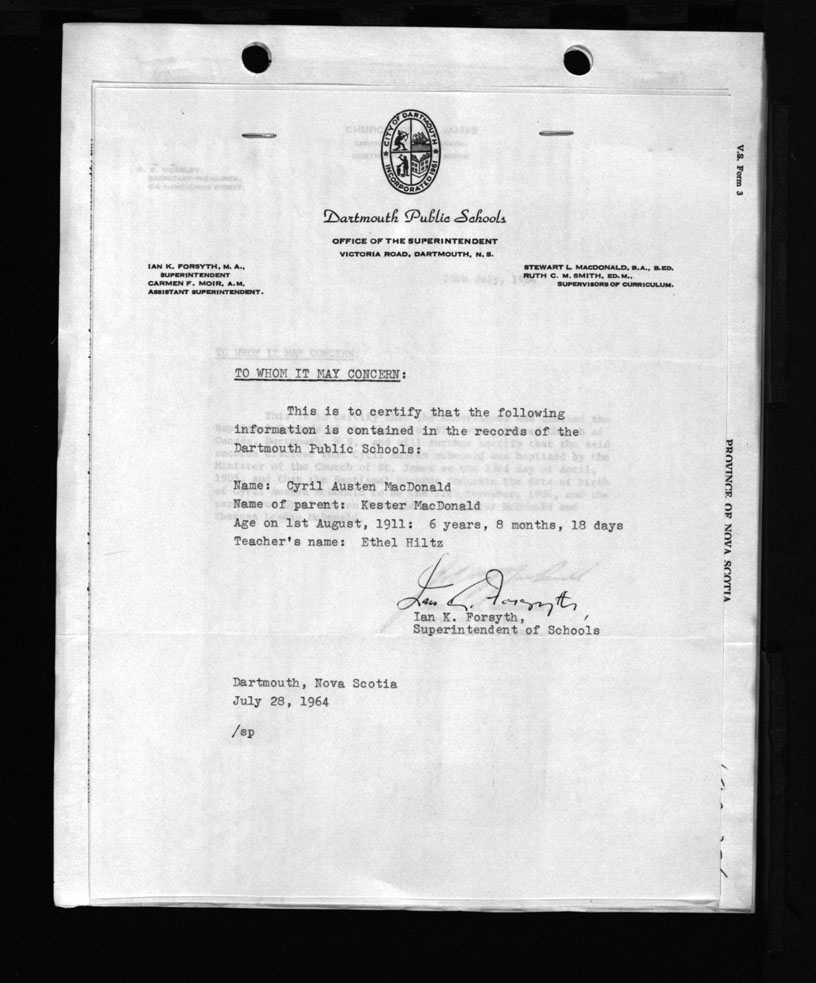 CITY OF DARTMOUTH
INCORPORATED 1961
Dartmouth Public Schools
OFFICE OF THE SUPERINTENDENT
VICTORIA ROAD, DARTMOUTH, N. S.
IAN K. FORSYTH, M. A.,
SUPERINTENDENT
CARMEN F. MOIR, A.M.
ASSISTANT SUPERINTENDENT.
STEWART L. MACDONALD, B.A., B.ED.
RUTH C. M. SMITH, ED. M.,
SUPERVISORS OF CURRICULUM.
TO WHOM IT MAY CONCERN:
This is to certify that the following
information is contained in the records of the
Dartmouth Public Schools:
Name: Cyril Austen MacDonald
Name of parent: Kester MacDonald
Age on 1st August, 1911: 6 years, 8 months, 18 days
Teacher's name: Ethel Hiltz
Ian K. Forsyth
Ian K. Forsyth,
Superintendent of Schools
Dartmouth, Nova Scotia
July 28, 1964
/sp
V.S. Form 3
PROVINCE OF NOVA SCOTIA